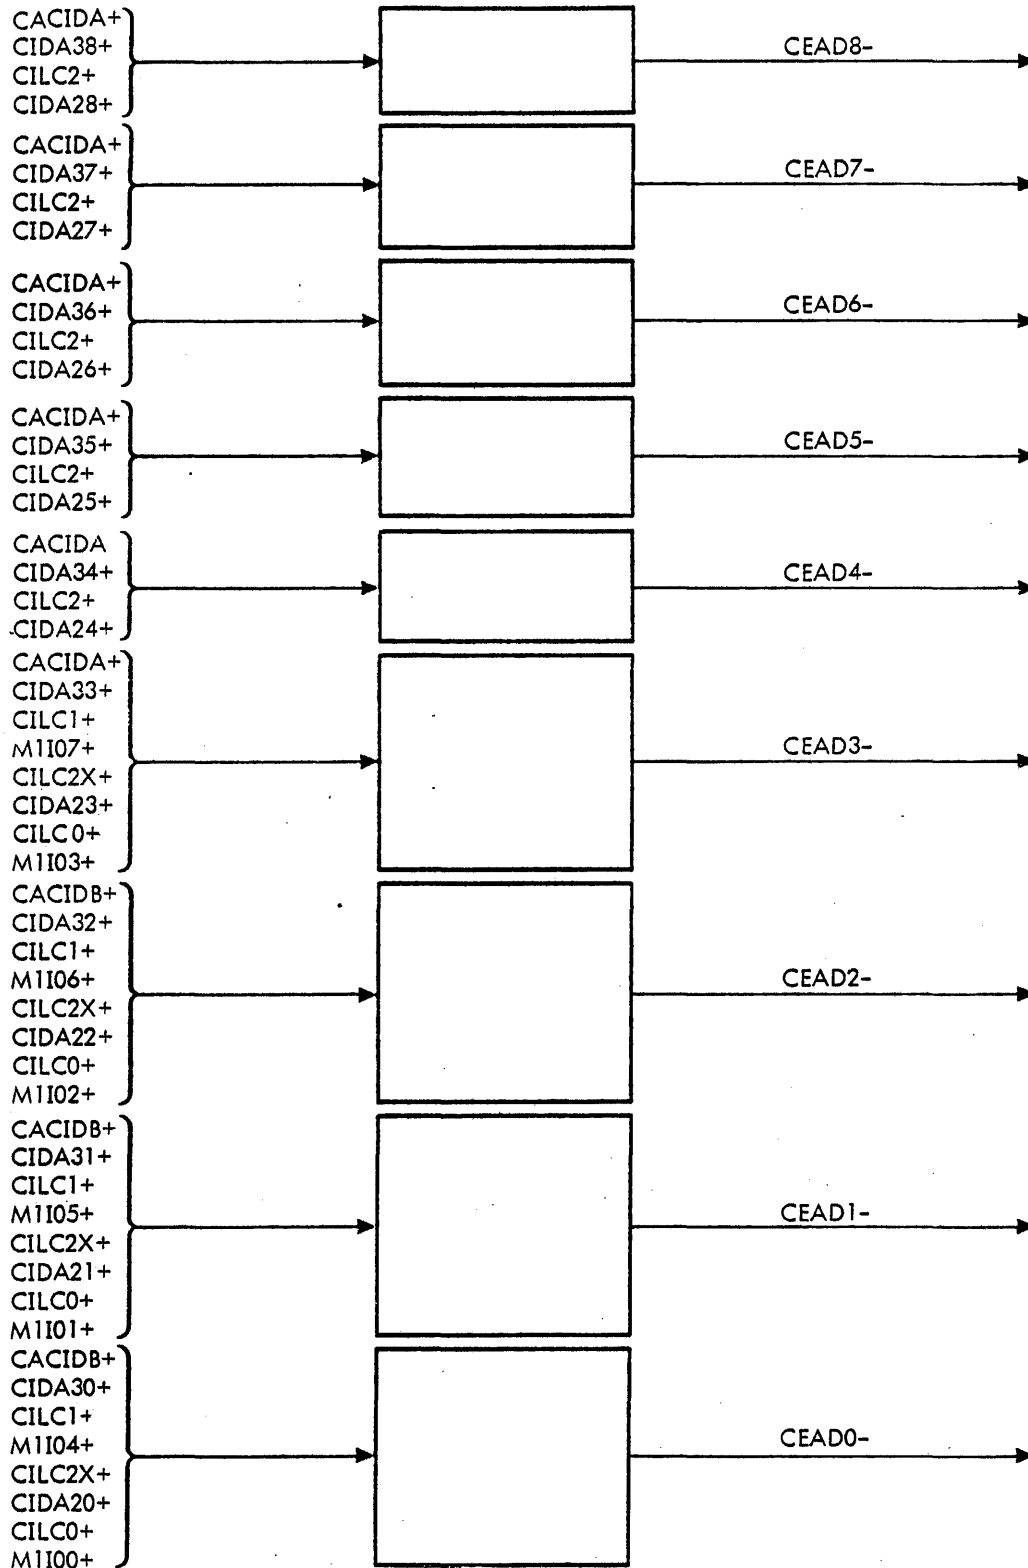 CACIDA+
CIDA38+
CILC2+
CIDA28+
CEAD8-
CACIDA+
CIDA37+
CILC2+
CIDA27+
CEAD7-
CACIDA+
CIDA36+
CILC2+
CIDA26+
CEAD6-
CACIDA+
CIDA35+
CILC2+
CIDA25+
CEAD5-
CACIDA
CIDA34+
CILC2+
CIDA24+
CEAD4-
CACIDA+
CIDA33+
CILC1+
M1I07+
CILC2X+
CIDA23+
CILC0+
M1I03+
CEAD3-
CACIDB+
CIDA32+
CILC1+
M1I06+
CILC2X+
CIDA22+
CILC0+
M1I02+
CEAD2-
CACIDB+
CIDA31+
CILC1+
M1I05+
CILC2X+
CIDA21+
CILC0+
M1I01+
CEAD1-
CACIDB+
CIDA30+
CILC1+
M1I04+
CILC2X+
CIDA20+
CILC0+
M1I00+
CEAD0-